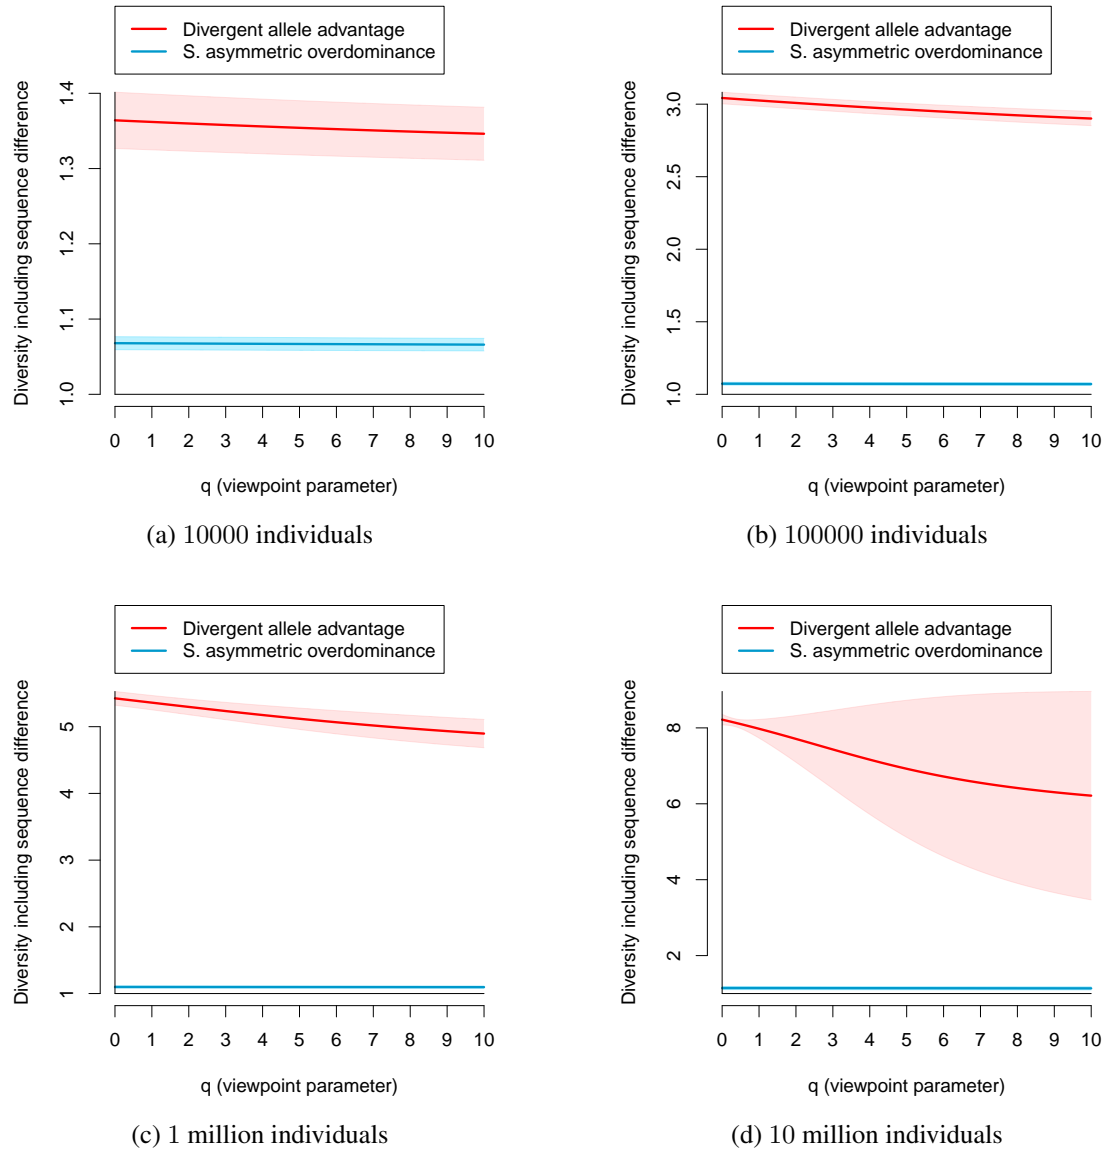 Divergent allele advantage
S. asymmetric overdominance
Diversity including sequence difference
1.0 1.1 1.2 1.3 1.4
0 1 2 3 4 5 6 7 8 9 10
q (viewpoint parameter)
(a) 10000 individuals
Divergent allele advantage
S. asymmetric overdominance
Diversity including sequence difference
1.0 1.5 2.0 2.5 3.0
0 1 2 3 4 5 6 7 8 9 10
q (viewpoint parameter)
(b) 100000 individuals
Divergent allele advantage
S. asymmetric overdominance
Diversity including sequence difference
1 2 3 4 5
0 1 2 3 4 5 6 7 8 9 10
q (viewpoint parameter)
(c) 1 million individuals
Divergent allele advantage
S. asymmetric overdominance
Diversity including sequence difference
2 4 6 8
0 1 2 3 4 5 6 7 8 9 10
q (viewpoint parameter)
(d) 10 million individuals